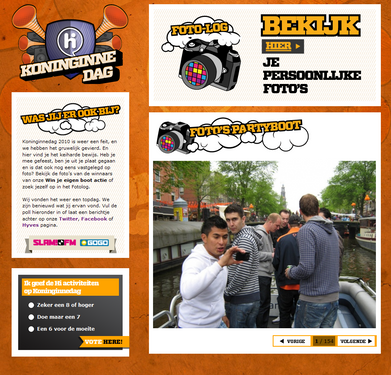 Hi
KONINGINNE
DAG
FOTO-LOG
BEKIJK
HIER
JE
PERSOONLIJKE
FOTO'S
WAS JIJ ER OOK BIJ?
Koninginnedag 2010 is weer een feit, en
we hebben het gruwelijk gevierd. En
hier vind je het keiharde bewijs. Heb je
mee gefeest, ben je uit je plaat gegaan
en is dat ook nog eens vastgelegd op
foto? Bekijk de foto's van de winnaars
van onze Win je eigen boot actie of
zoek jezelf op in het Fotolog.
Wij vonden het weer een topdag. We
zijn benieuwd wat jij ervan vond. Vul de
poll hieronder in of laat een berichtje
achter op onze Twitter, Facebook of
Hyves pagina.
SLAM!FM
GOGO
FOTO'S PARTYBOOT
Ik geef de Hi activiteiten
op Koninginnedag
Zeker een 8 of hoger
Doe maar een 7
Een 6 voor de moeite
VOTE HERE!
VORIGE
1 / 154
VOLGENDE